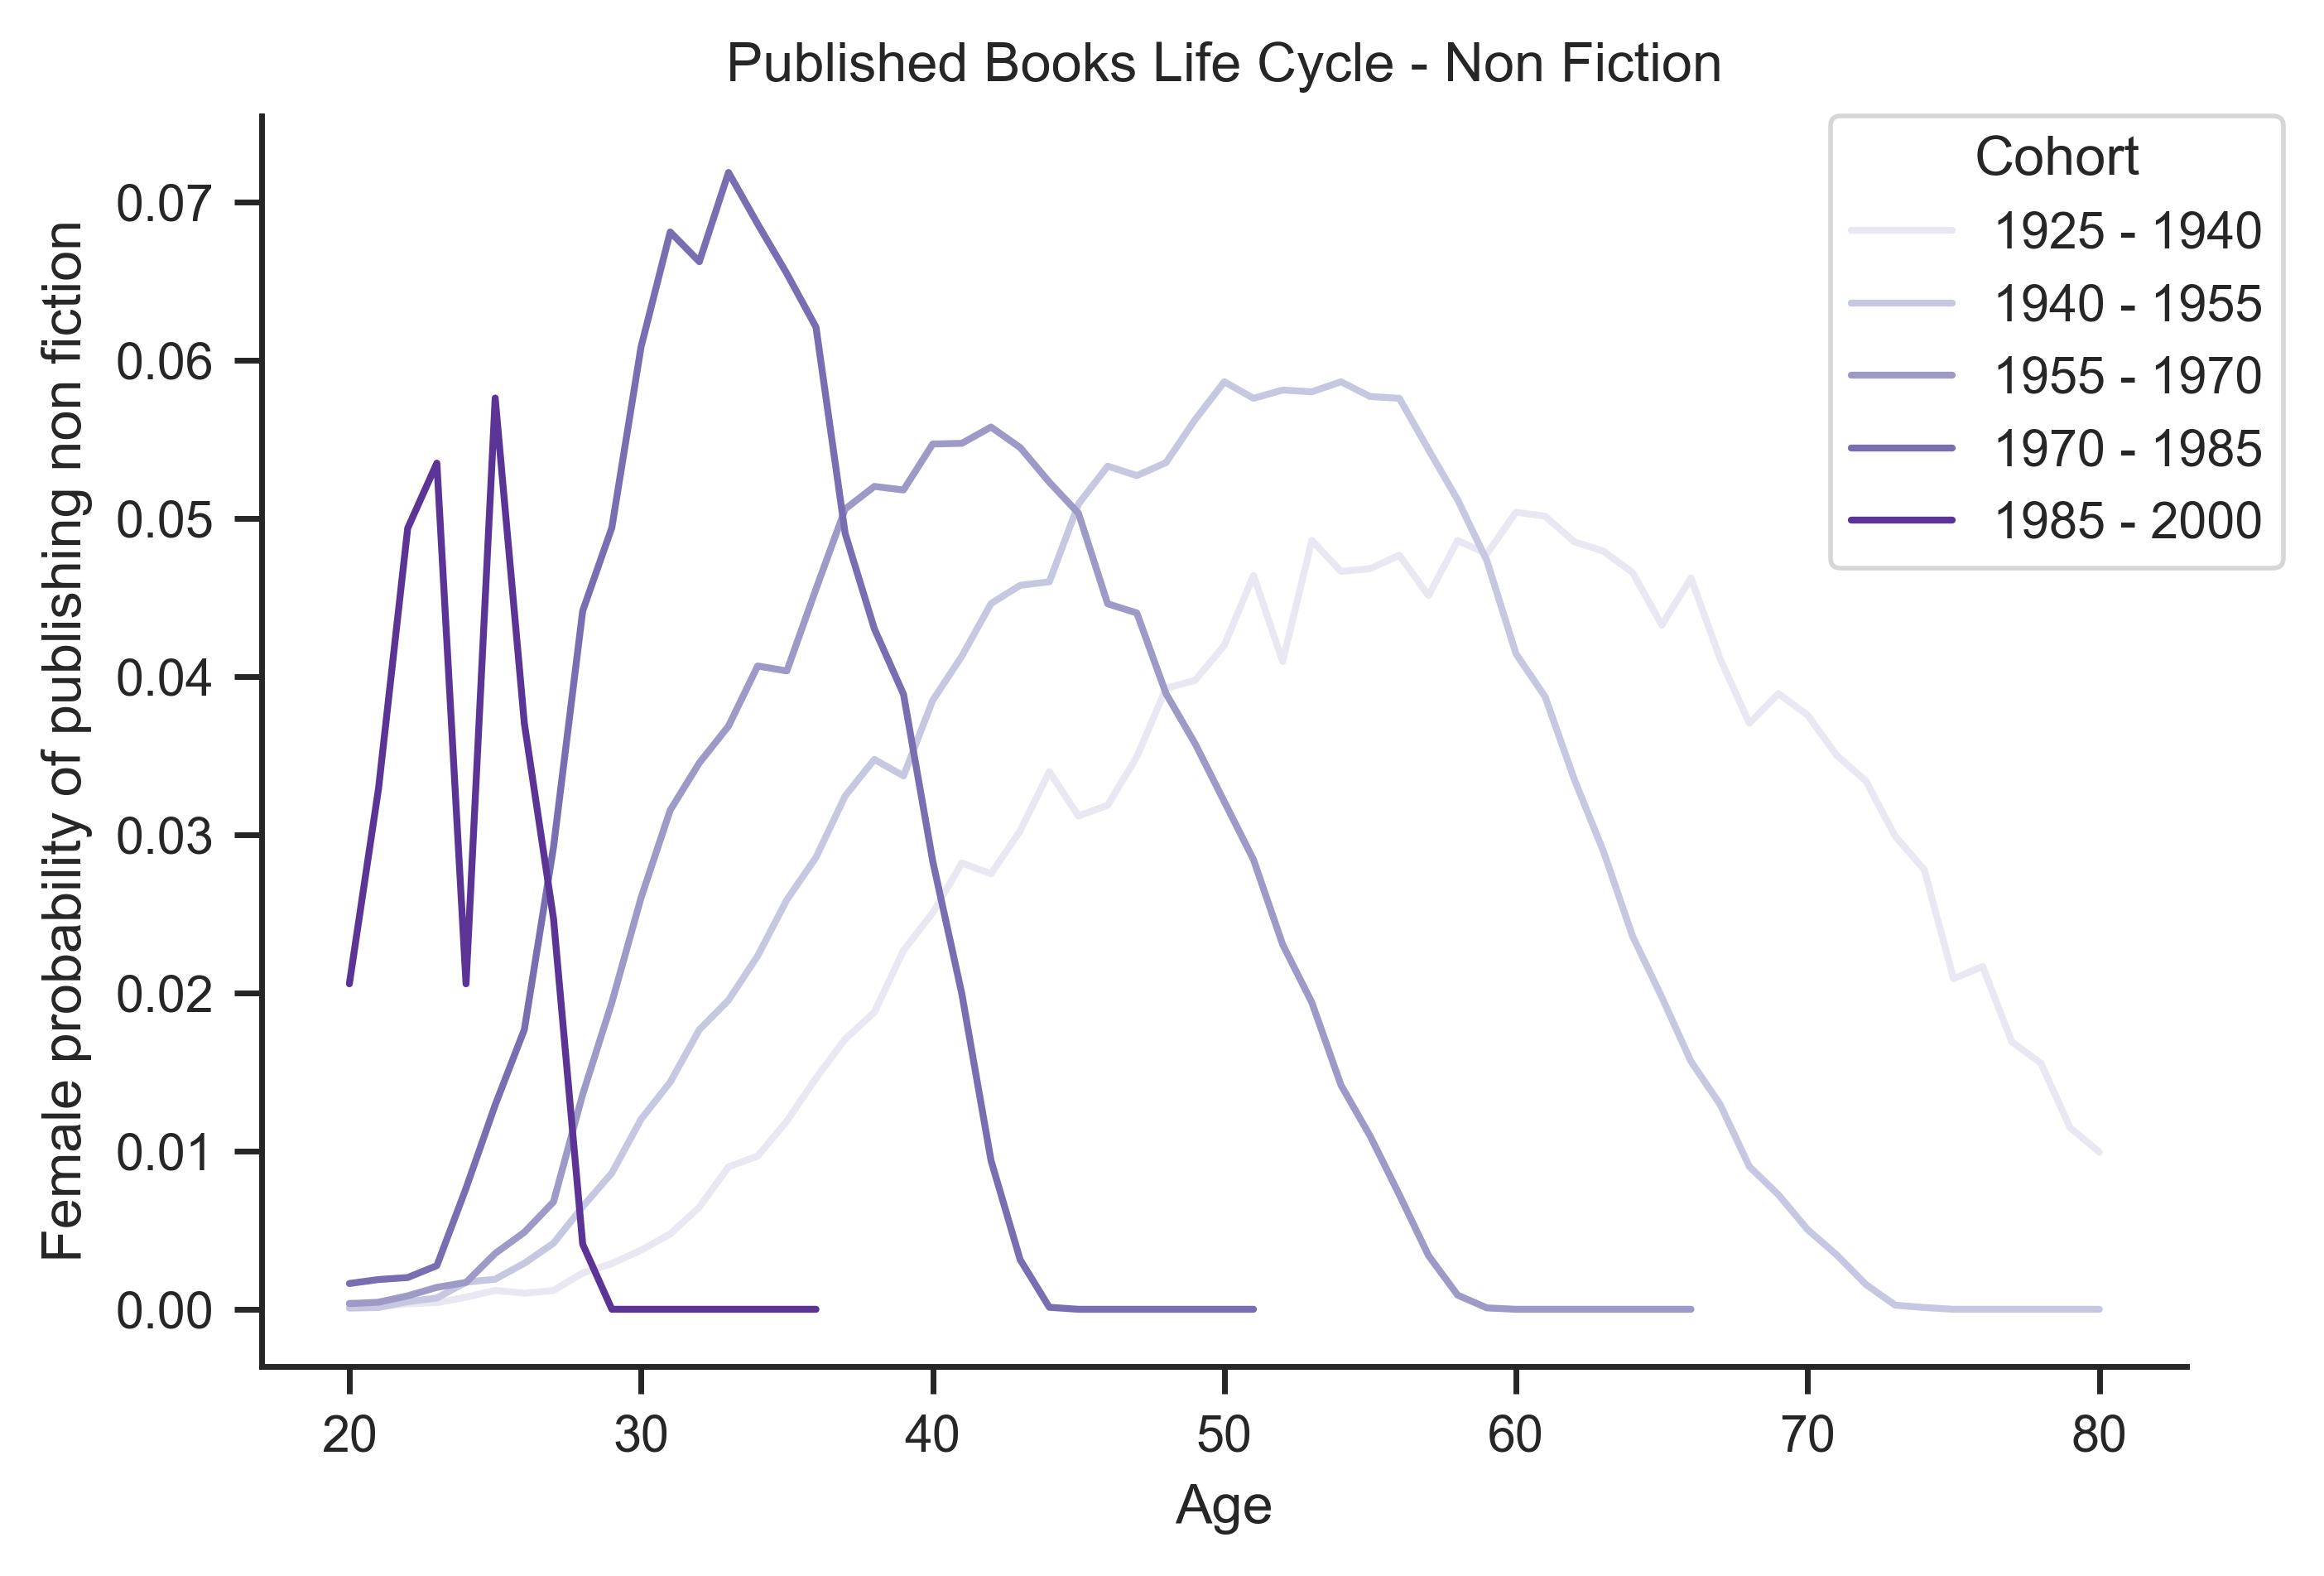 Published Books Life Cycle - Non Fiction
Female probability of publishing non fiction
0.07
0.06
0.05
0.04
0.03
0.02
0.01
0.00
20 30 40 50 60 70 80
Age
Cohort
1925 - 1940
1940 - 1955
1955 - 1970
1970 - 1985
1985 - 2000